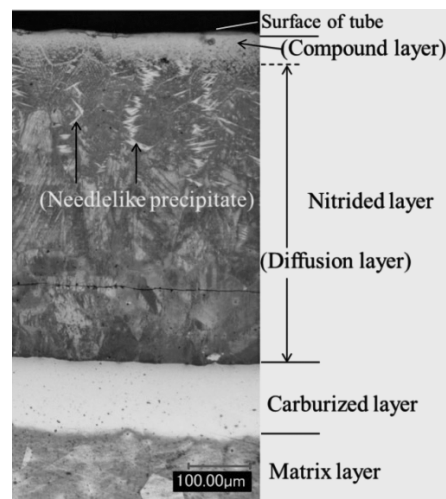 Surface of tube
(Compound layer)
(Needlelike precipitate)
Nitrided layer
(Diffusion layer)
Carburized layer
100.00μm
Matrix layer